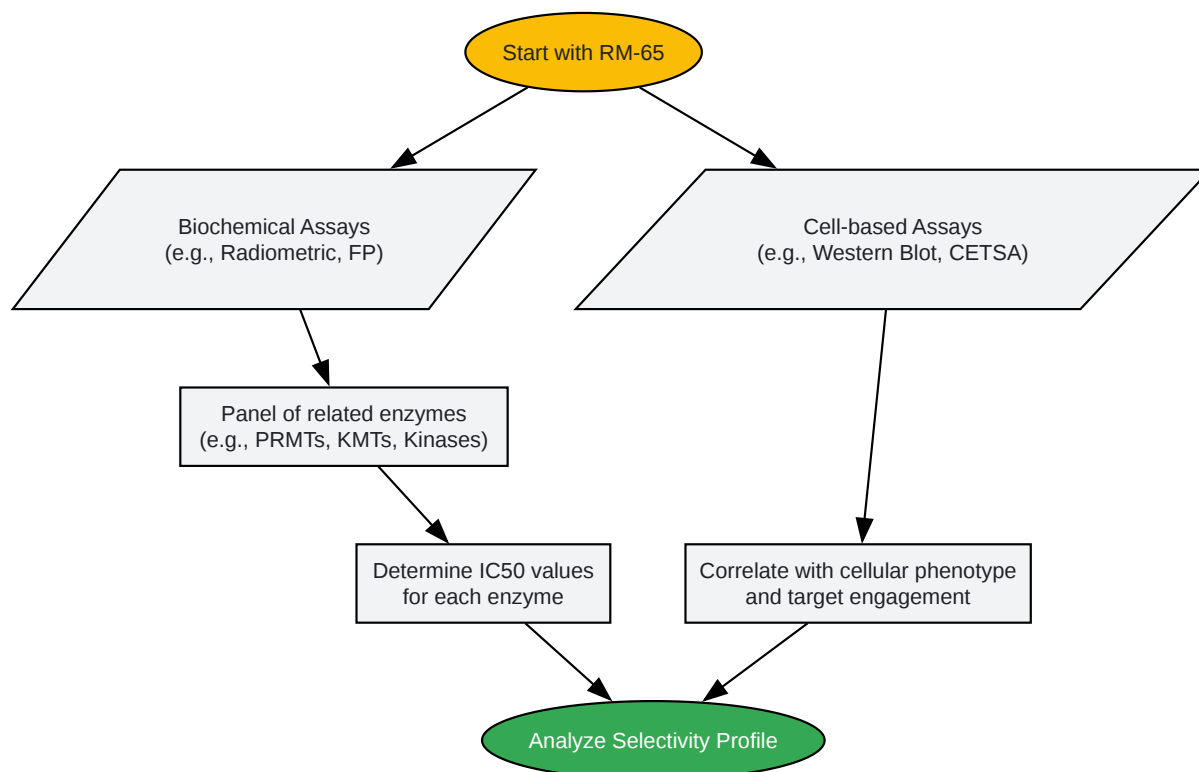 Start with RM-65
Biochemical Assays
(e.g., Radiometric, FP)
Cell-based Assays
(e.g., Western Blot, CETSA)
Panel of related enzymes
(e.g., PRMTs, KMTs, Kinases)
Determine IC50 values
for each enzyme
Correlate with cellular phenotype
and target engagement
Analyze Selectivity Profile